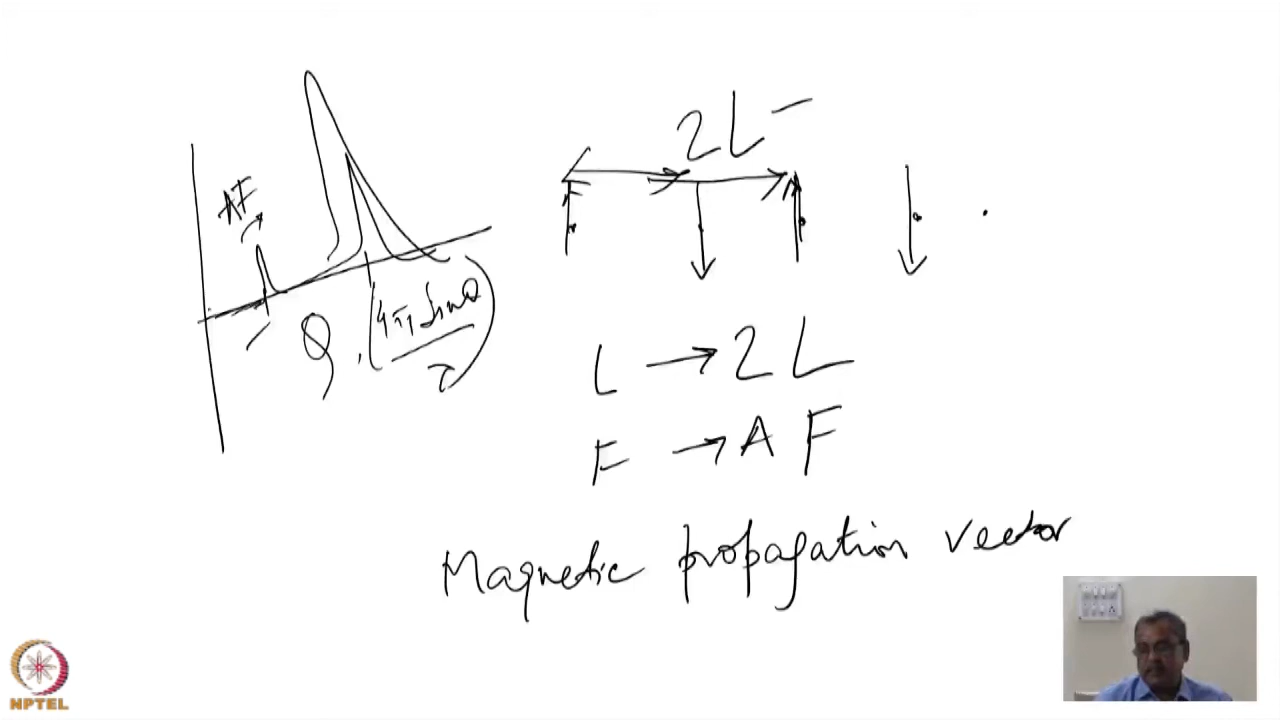 2L
AF
Q, (4π sinθ / λ)
L → 2L
F → AF
Magnetic propagation vector
NPTEL